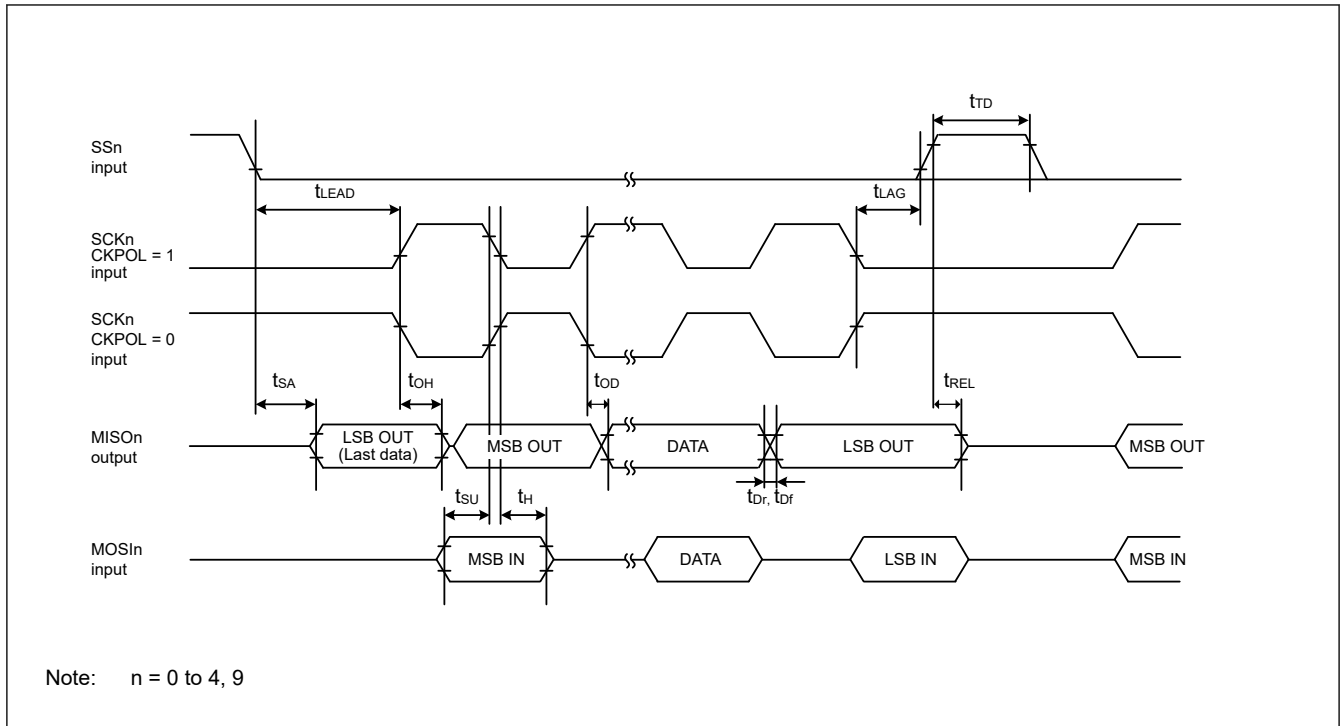 tTD
SSn
input
tLEAD
tLAG
SCKn
CKPOL = 1
input
SCKn
CKPOL = 0
input
tSA
tOH
tOD
tREL
MISOn
output
LSB OUT
(Last data)
MSB OUT
DATA
LSB OUT
MSB OUT
tSU
tH
tDr, tDf
MOSIn
input
MSB IN
DATA
LSB IN
MSB IN
Note: n = 0 to 4, 9